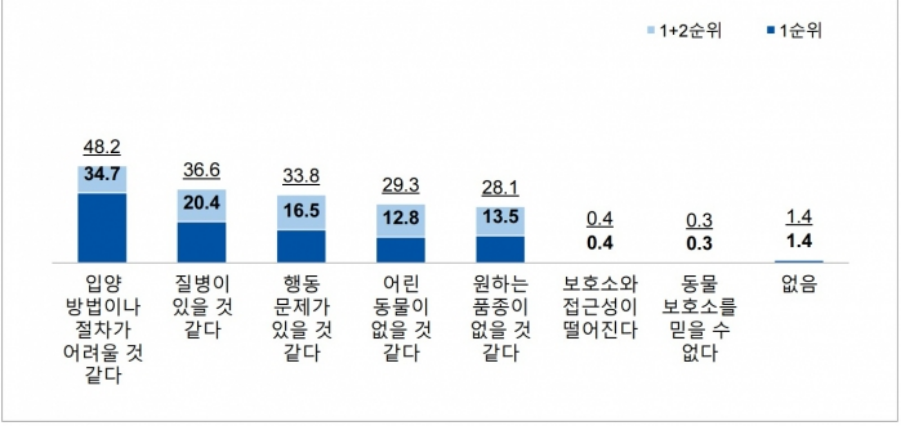 1+2순위 1순위
48.2
34.7
36.6
20.4
33.8
16.5
29.3
12.8
28.1
13.5
0.4
0.4
0.3
0.3
1.4
1.4
입양
방법이나
절차가
어려울 것
같다
질병이
있을 것
같다
행동
문제가
있을 것
같다
어린
동물이
없을 것
같다
원하는
품종이
없을 것
같다
보호소와
접근성이
떨어진다
동물
보호소를
믿을 수
없다
없음